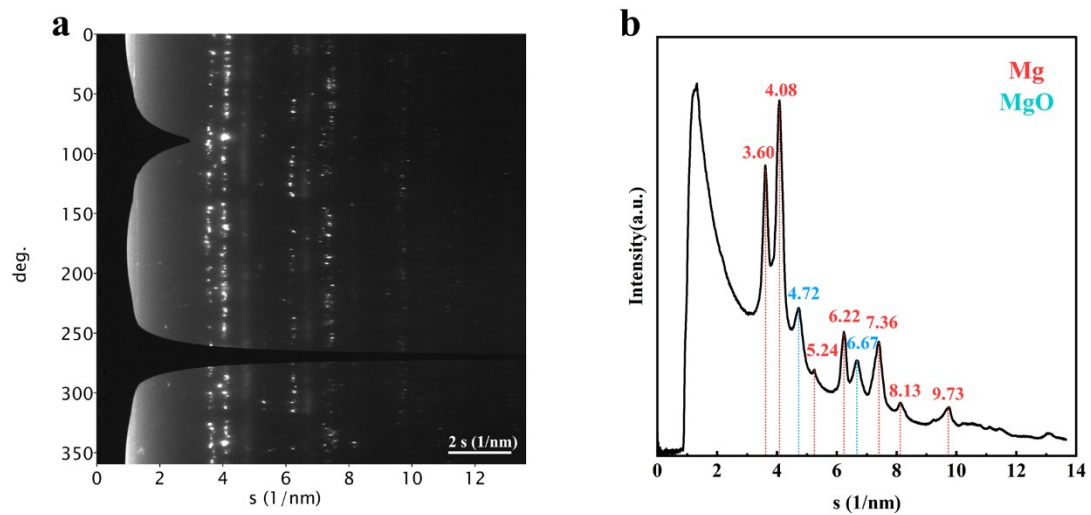 a
0
50
100
150
200
250
300
350
deg.
0 2 4 6 8 10 12
s (1/nm)
2 s (1/nm)
b
Mg
MgO
4.08
3.60
4.72
5.24
6.22
6.67
7.36
8.13
9.73
Intensity(a.u.)
0 2 4 6 8 10 12 14
s (1/nm)